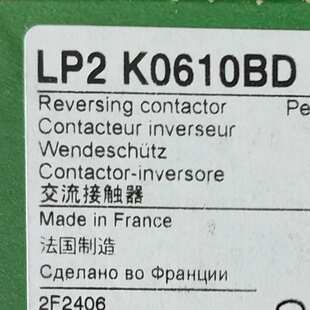 LP2 K0610BD
Reversing contactor Pe
Contacteur inverseur
Wendeschütz
Contactor-inversore
交流接触器
Made in France
法国制造
Сделано во Франции
2F2406